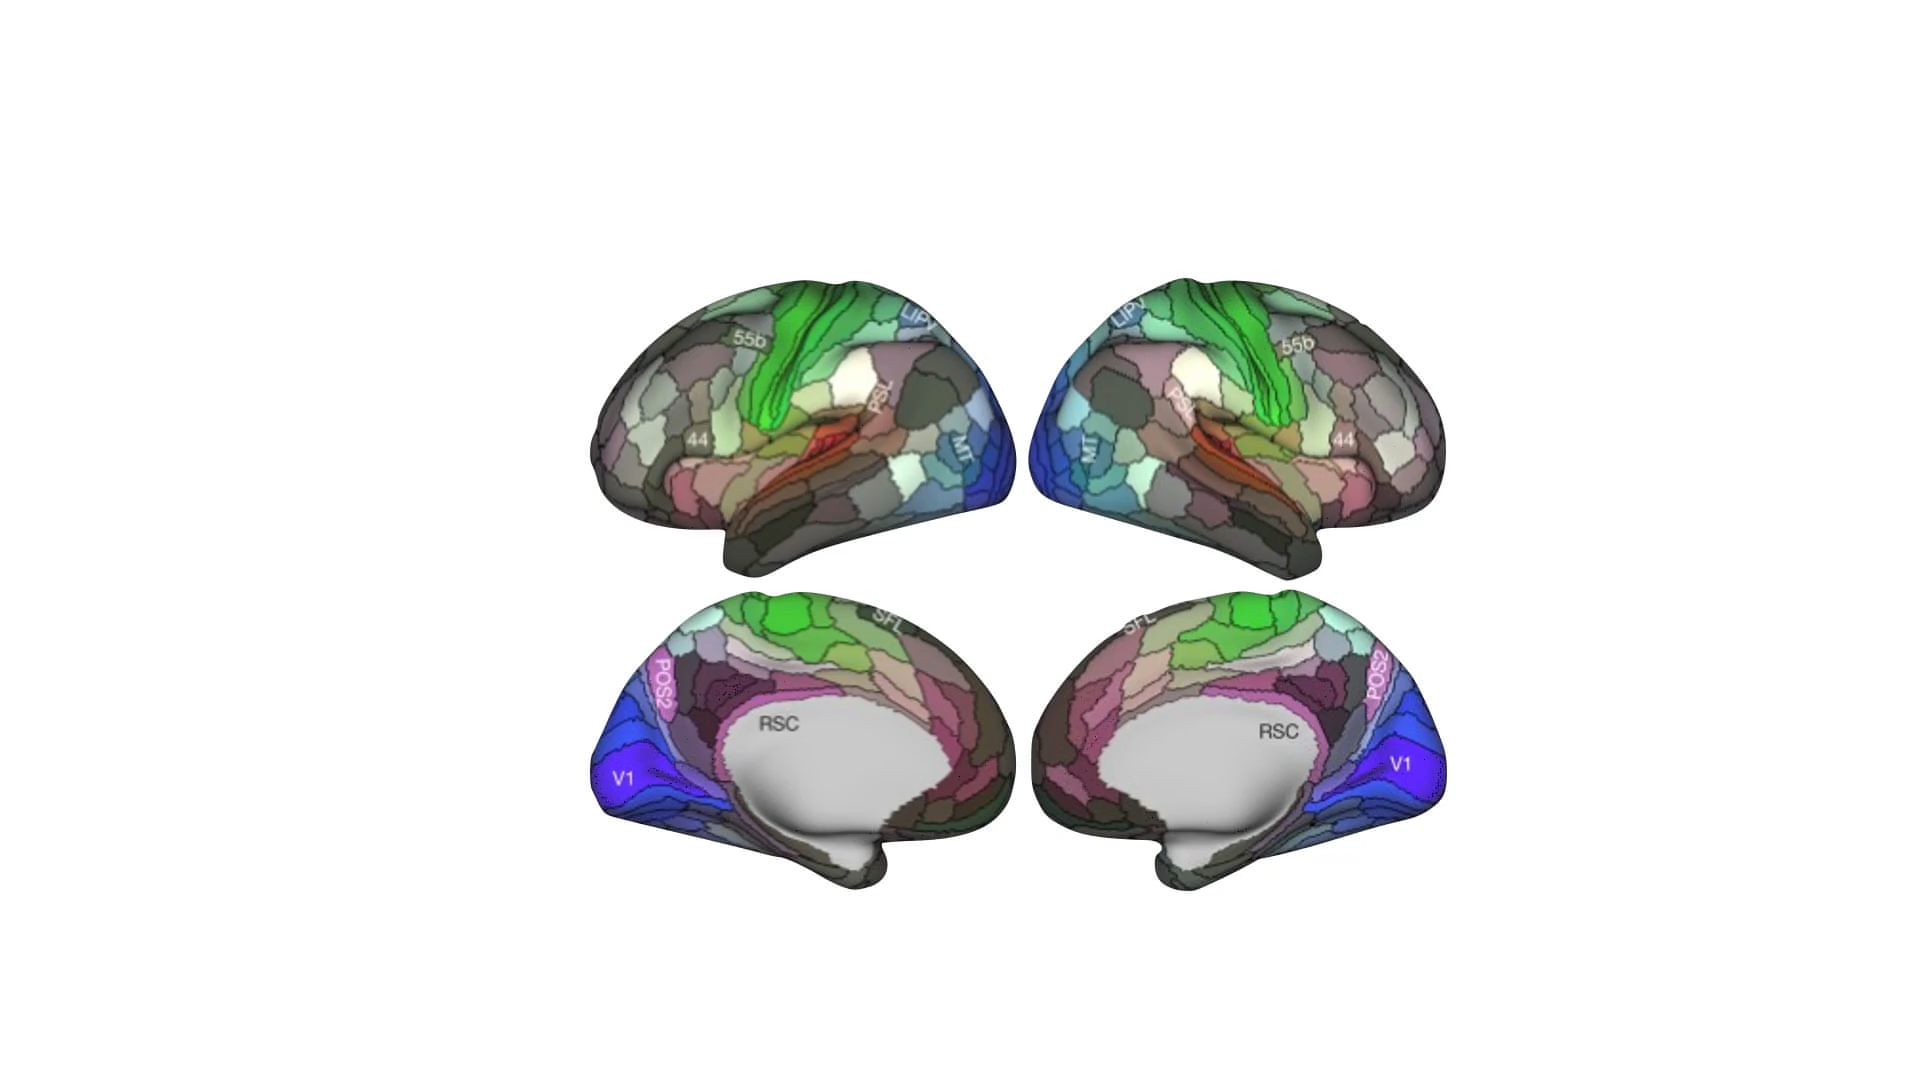 LIPv
LIPv
55b
55b
PSL
PSL
44
44
MT
MT
SFL
SFL
POS2
POS2
RSC
RSC
V1
V1